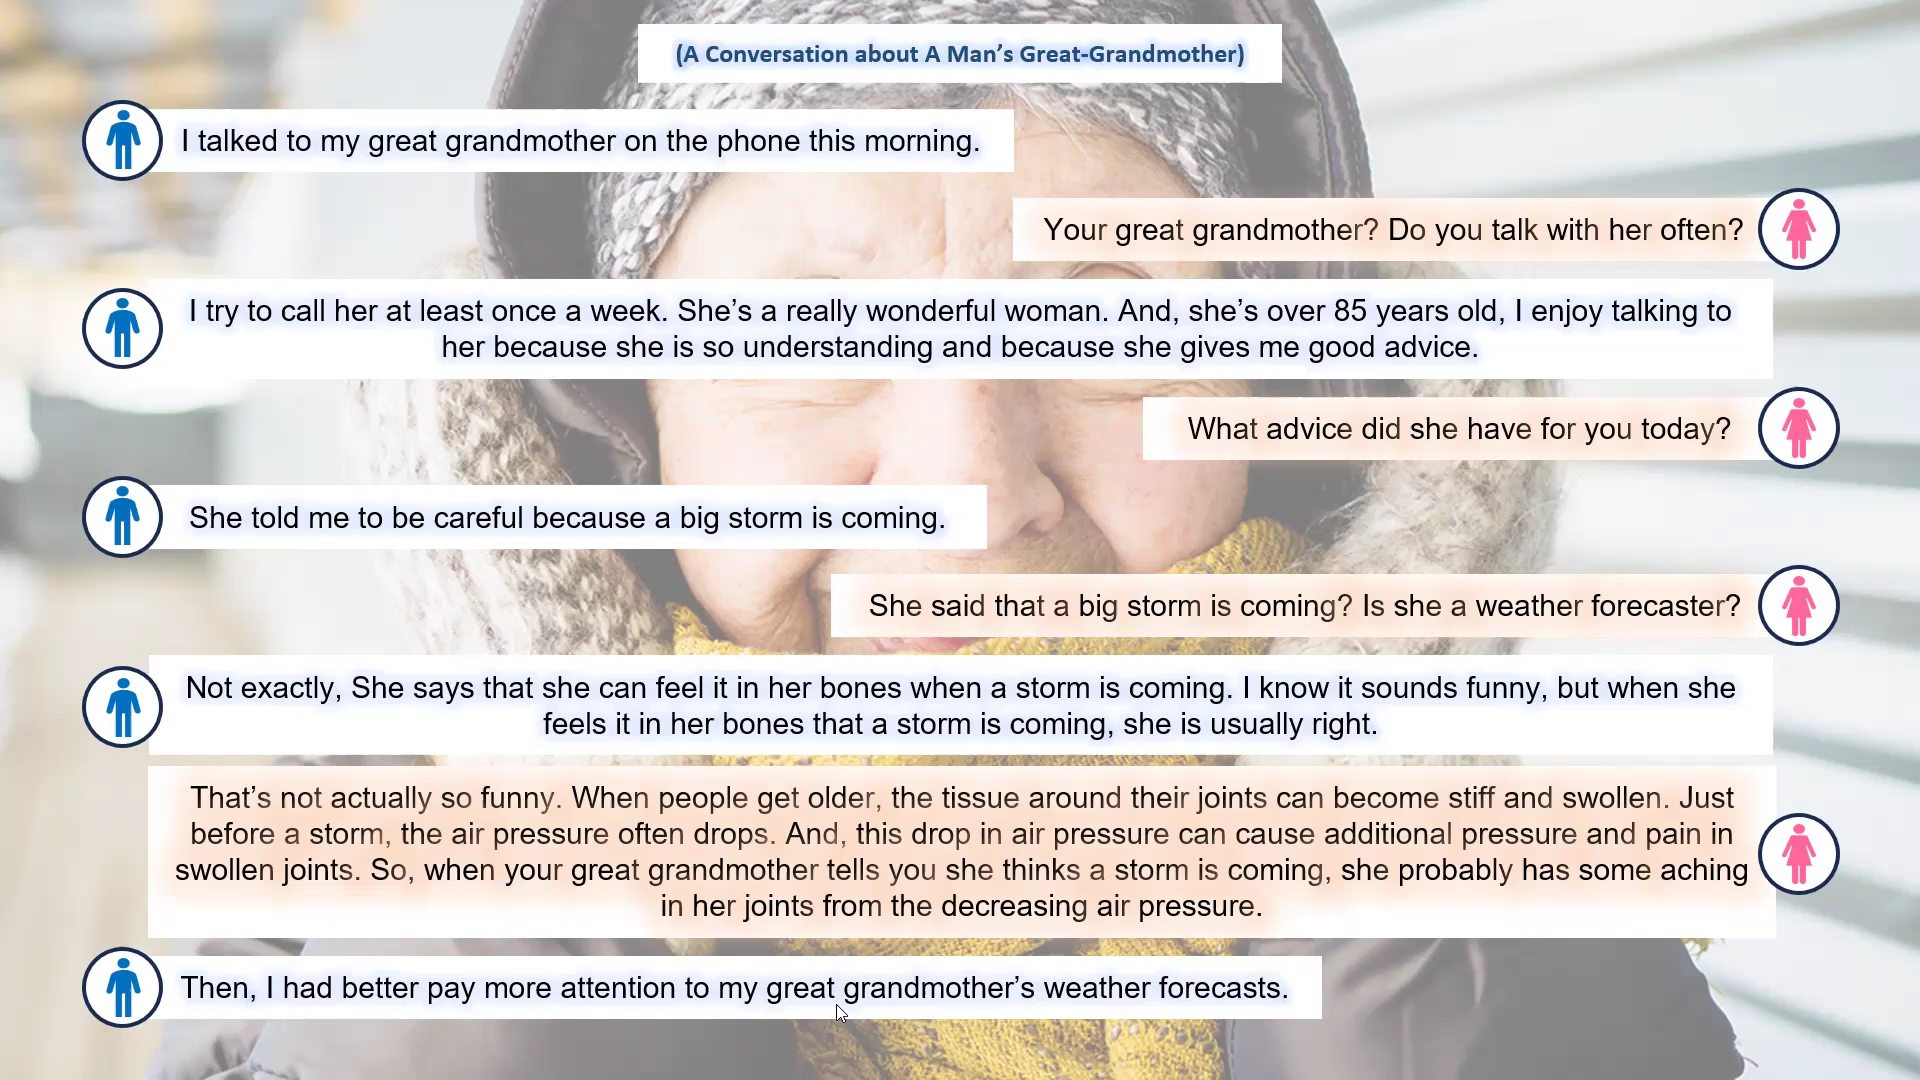 (A Conversation about A Man’s Great-Grandmother)
I talked to my great grandmother on the phone this morning.
Your great grandmother? Do you talk with her often?
I try to call her at least once a week. She’s a really wonderful woman. And, she’s over 85 years old, I enjoy talking to
her because she is so understanding and because she gives me good advice.
What advice did she have for you today?
She told me to be careful because a big storm is coming.
She said that a big storm is coming? Is she a weather forecaster?
Not exactly, She says that she can feel it in her bones when a storm is coming. I know it sounds funny, but when she
feels it in her bones that a storm is coming, she is usually right.
That’s not actually so funny. When people get older, the tissue around their joints can become stiff and swollen. Just
before a storm, the air pressure often drops. And, this drop in air pressure can cause additional pressure and pain in
swollen joints. So, when your great grandmother tells you she thinks a storm is coming, she probably has some aching
in her joints from the decreasing air pressure.
Then, I had better pay more attention to my great grandmother’s weather forecasts.